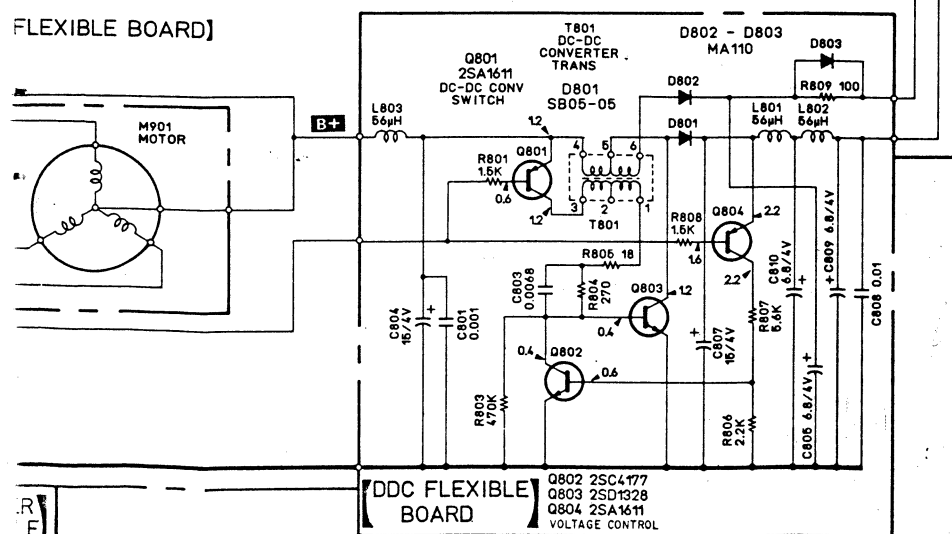 FLEXIBLE BOARD】
M901
MOTOR
B+
L803
56µH
Q801
2SA1611
DC-DC CONV
SWITCH
T801
DC-DC
CONVERTER
TRANS
D801
SB05-05
D802 - D803
MA110
D803
R809 100
D802
D801
L801
56µH
L802
56µH
1.2
Q801
R801
1.5K
0.6
1.2
4
5
6
3
2
1
T801
R808
1.5K
1.6
Q804
2.2
2.2
R805 18
C803
0.0068
R804
270
Q803
1.2
0.4
Q802
0.4
0.6
R803
470K
C804
15/4V
+
C801
0.001
+
C807
15/4V
R807
5.6K
R806
2.2K
C810
6.8/4V
+
C805 6.8/4V
+
+
C809 6.8/4V
C808 0.01
【DDC FLEXIBLE
BOARD】
Q802 2SC4177
Q803 2SD1328
Q804 2SA1611
VOLTAGE CONTROL
R】
F